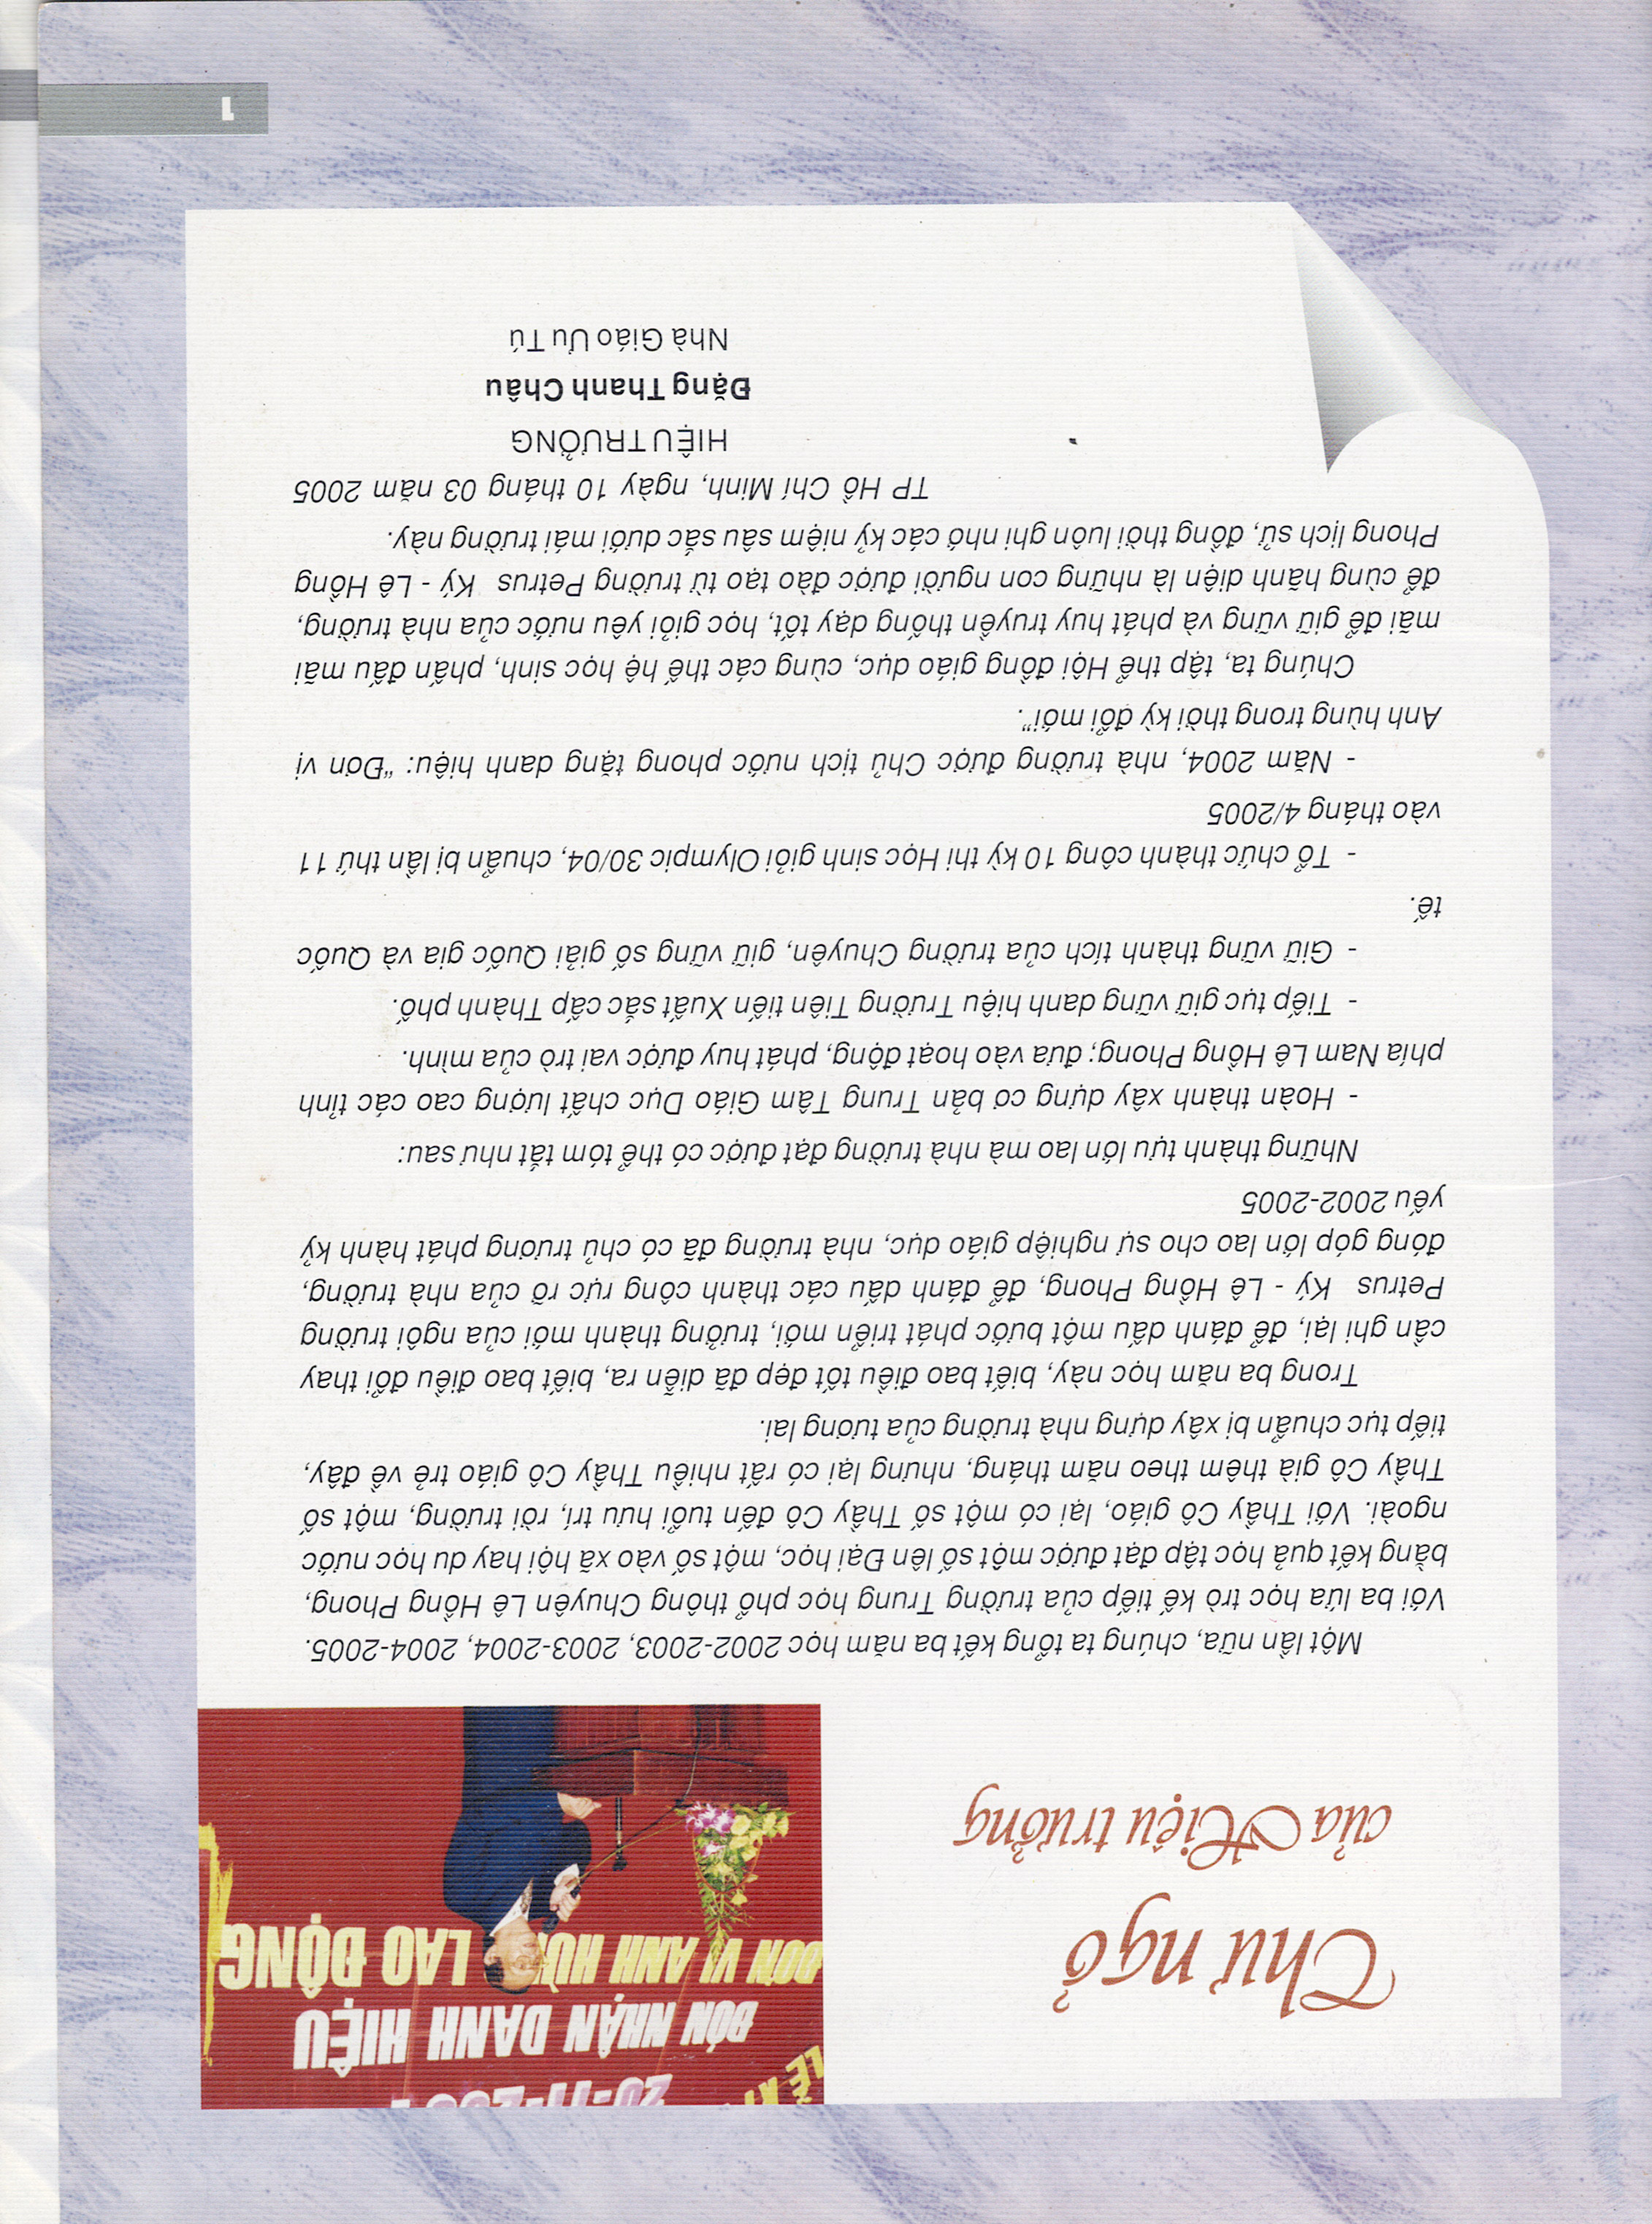 Thư ngỏ
của Hiệu trưởng
LỄ
20-11-2004
ĐÓN NHẬN DANH HIỆU
ĐƠN VỊ ANH HÙNG LAO ĐỘNG
Một lần nữa, chúng ta tổng kết ba năm học 2002-2003, 2003-2004, 2004-2005.
Với ba lứa học trò kế tiếp của trường Trung học phổ thông Chuyên Lê Hồng Phong,
bằng kết quả học tập đạt được một số lên Đại học, một số vào xã hội hay du học nước
ngoài. Với Thầy Cô giáo, lại có một số Thầy Cô đến tuổi hưu trí, rời trường, một số
Thầy Cô già thêm theo năm tháng, nhưng lại có rất nhiều Thầy Cô giáo trẻ về đây,
tiếp tục chuẩn bị xây dựng nhà trường của tương lai.
Trong ba năm học này, biết bao điều tốt đẹp đã diễn ra, biết bao điều đổi thay
cần ghi lại, để đánh dấu một bước phát triển mới, trưởng thành mới của ngôi trường
Petrus Ký - Lê Hồng Phong, để đánh dấu các thành công rực rỡ của nhà trường,
đóng góp lớn lao cho sự nghiệp giáo dục, nhà trường đã có chủ trương phát hành kỷ
yếu 2002-2005
Những thành tựu lớn lao mà nhà trường đạt được có thể tóm tắt như sau:
- Hoàn thành xây dựng cơ bản Trung Tâm Giáo Dục chất lượng cao các tỉnh
phía Nam Lê Hồng Phong; đưa vào hoạt động, phát huy được vai trò của mình.
- Tiếp tục giữ vững danh hiệu Trường Tiên tiến Xuất sắc cấp Thành phố.
- Giữ vững thành tích của trường Chuyên, giữ vững số giải Quốc gia và Quốc
tế.
- Tổ chức thành công 10 kỳ thi Học sinh giỏi Olympic 30/04, chuẩn bị lần thứ 11
vào tháng 4/2005
- Năm 2004, nhà trường được Chủ tịch nước phong tặng danh hiệu: “Đơn vị
Anh hùng trong thời kỳ đổi mới”.
Chúng ta, tập thể Hội đồng giáo dục, cùng các thế hệ học sinh, phấn đấu mãi
mãi để giữ vững và phát huy truyền thống dạy tốt, học giỏi yêu nước của nhà trường,
để cùng hãnh diện là những con người được đào tạo từ trường Petrus Ký - Lê Hồng
Phong lịch sử, đồng thời luôn ghi nhớ các kỷ niệm sâu sắc dưới mái trường này.
TP Hồ Chí Minh, ngày 10 tháng 03 năm 2005
HIỆU TRƯỞNG
Đặng Thanh Châu
Nhà Giáo Ưu Tú
1